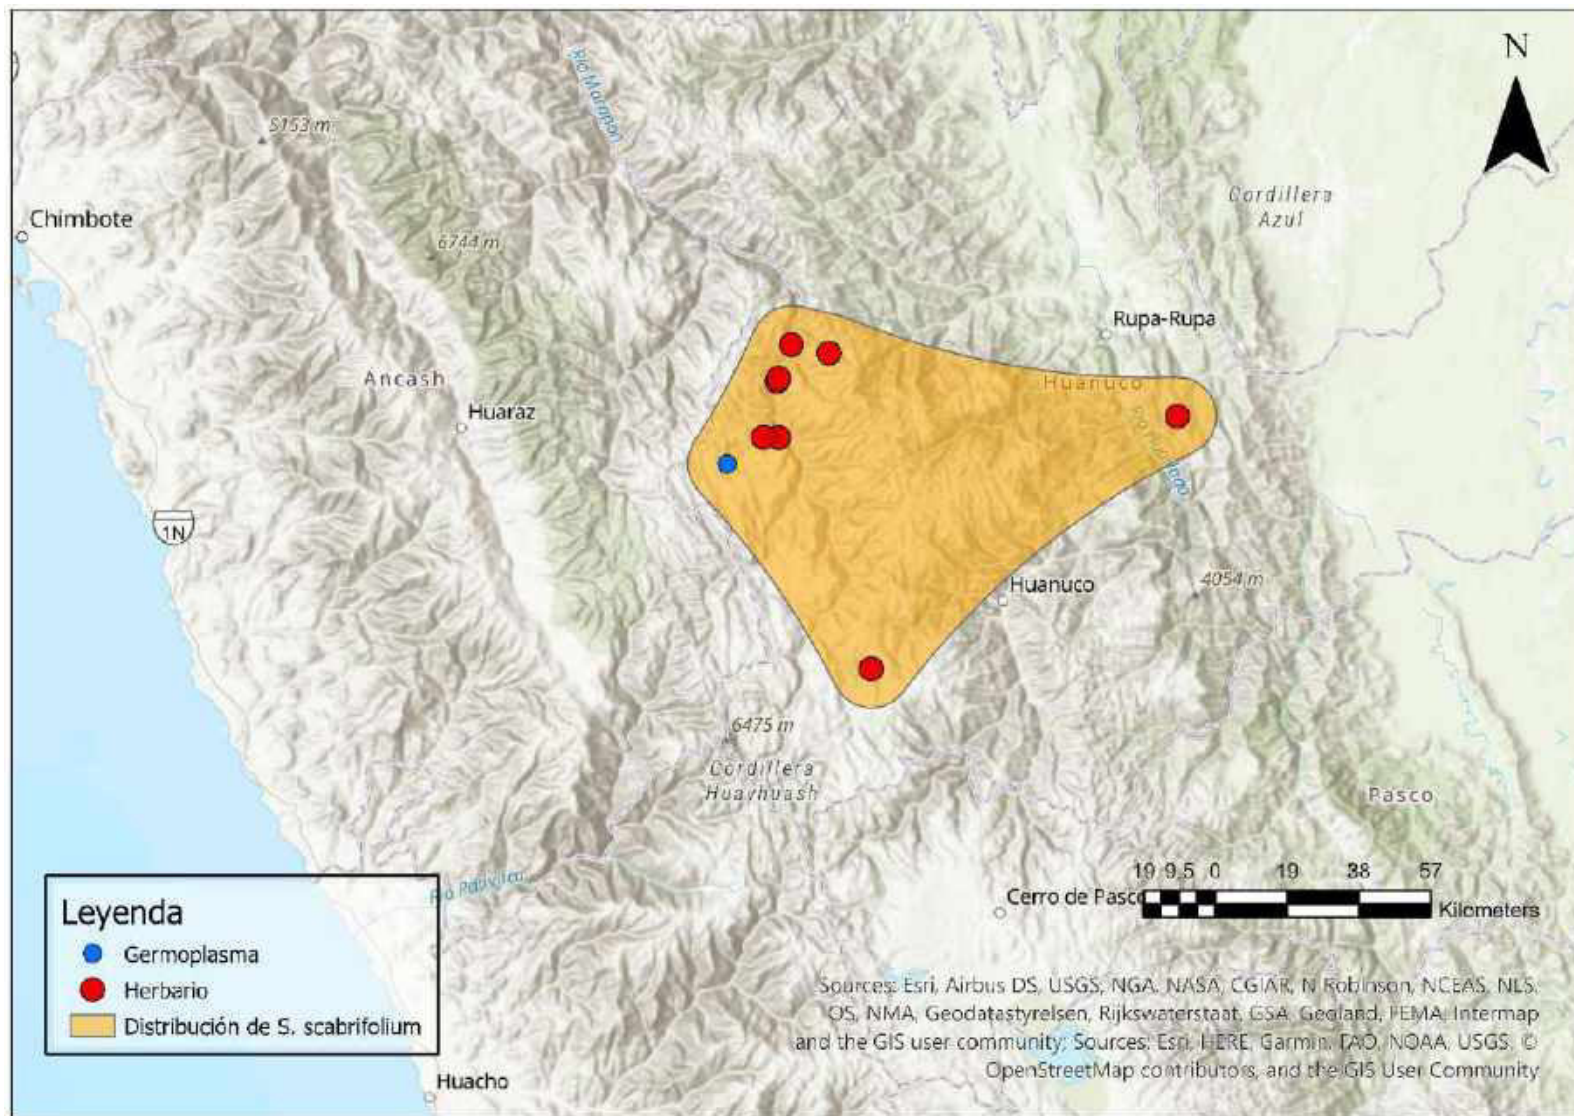 N
Río Marañón
5153 m
Cordillera
Azul
Chimbote
6744 m
Rupa-Rupa
Ancash
Huanuco
Huaraz
1N
Huanuco
4054 m
6475 m
Cordillera
Huayhuash
Pasco
19 9,5 0 19 38 57
Kilometers
Cerro de Pasco
Leyenda
Germoplasma
Herbario
Distribución de S. scabrifolium
Huacho
Sources: Esri, Airbus DS, USGS, NGA, NASA, CGIAR, N Robinson, NCEAS, NLS,
OS, NMA, Geodatastyrelsen, Rijkswaterstaat, GSA, Geoland, FEMA, Intermap
and the GIS user community; Sources: Esri, HERE, Garmin, FAO, NOAA, USGS, ©
OpenStreetMap contributors, and the GIS User Community